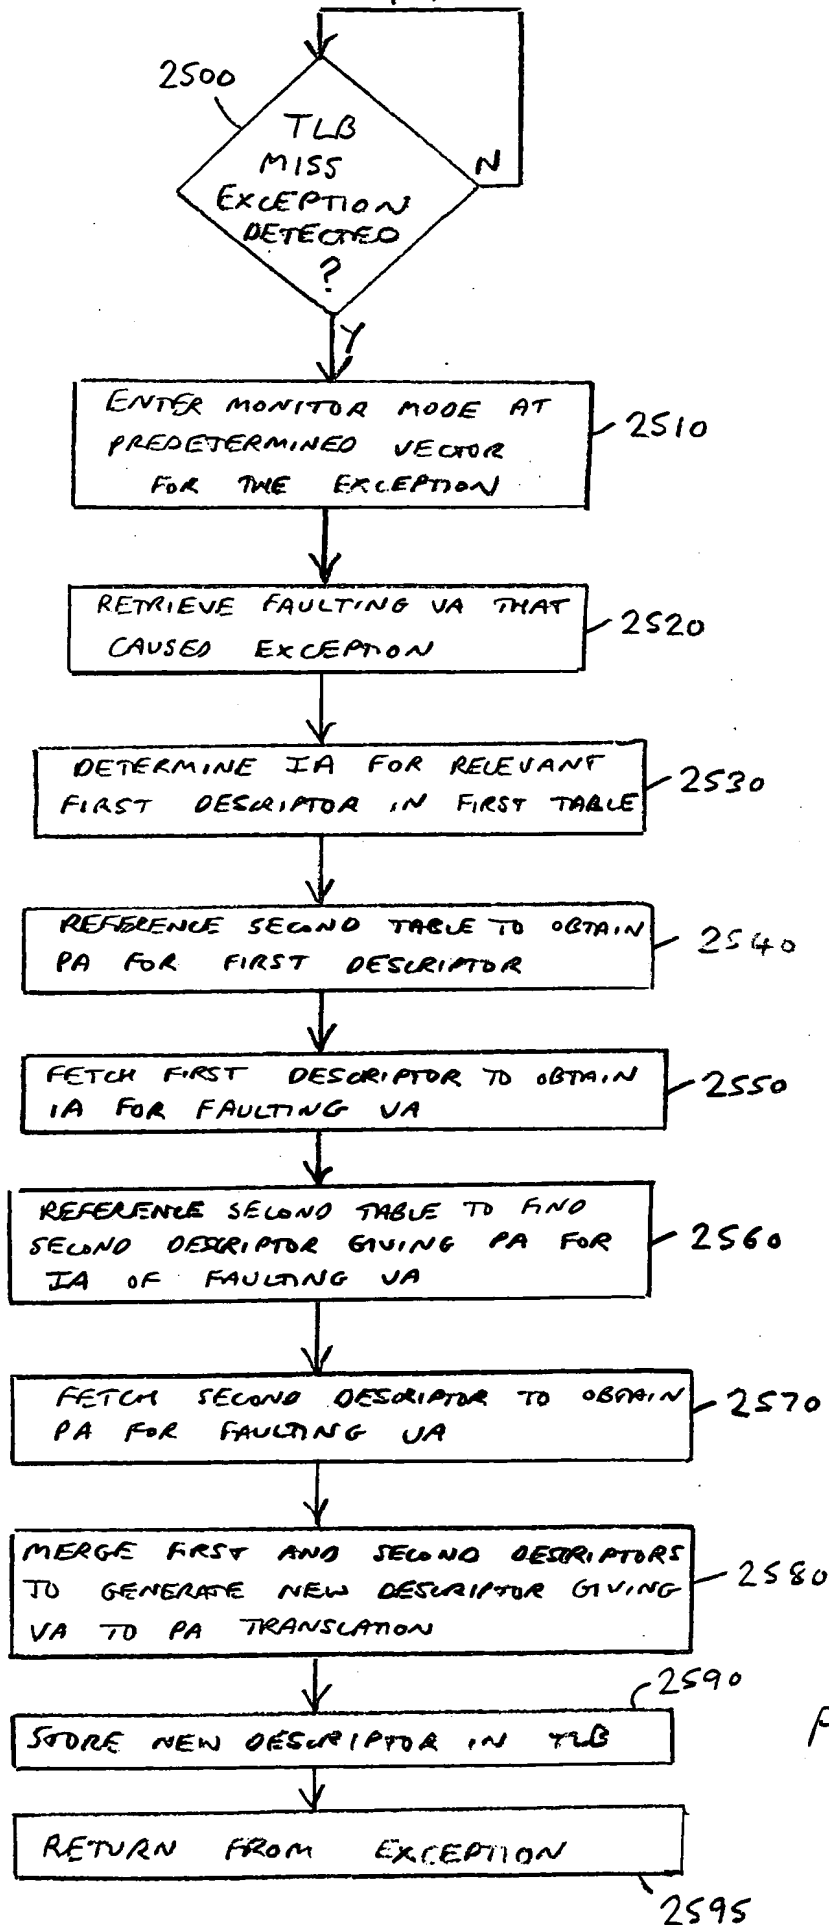 2500
TLB
MISS
EXCEPTION
DETECTED
?
N
Y
ENTER MONITOR MODE AT
PREDETERMINED VECTOR
FOR THE EXCEPTION
2510
RETRIEVE FAULTING VA THAT
CAUSED EXCEPTION
2520
DETERMINE IA FOR RELEVANT
FIRST DESCRIPTOR IN FIRST TABLE
2530
REFERENCE SECOND TABLE TO OBTAIN
PA FOR FIRST DESCRIPTOR
2540
FETCH FIRST DESCRIPTOR TO OBTAIN
IA FOR FAULTING VA
2550
REFERENCE SECOND TABLE TO FIND
SECOND DESCRIPTOR GIVING PA FOR
IA OF FAULTING VA
2560
FETCH SECOND DESCRIPTOR TO OBTAIN
PA FOR FAULTING VA
2570
MERGE FIRST AND SECOND DESCRIPTORS
TO GENERATE NEW DESCRIPTOR GIVING
VA TO PA TRANSLATION
2580
2590
STORE NEW DESCRIPTOR IN TLB
RETURN FROM EXCEPTION
2595